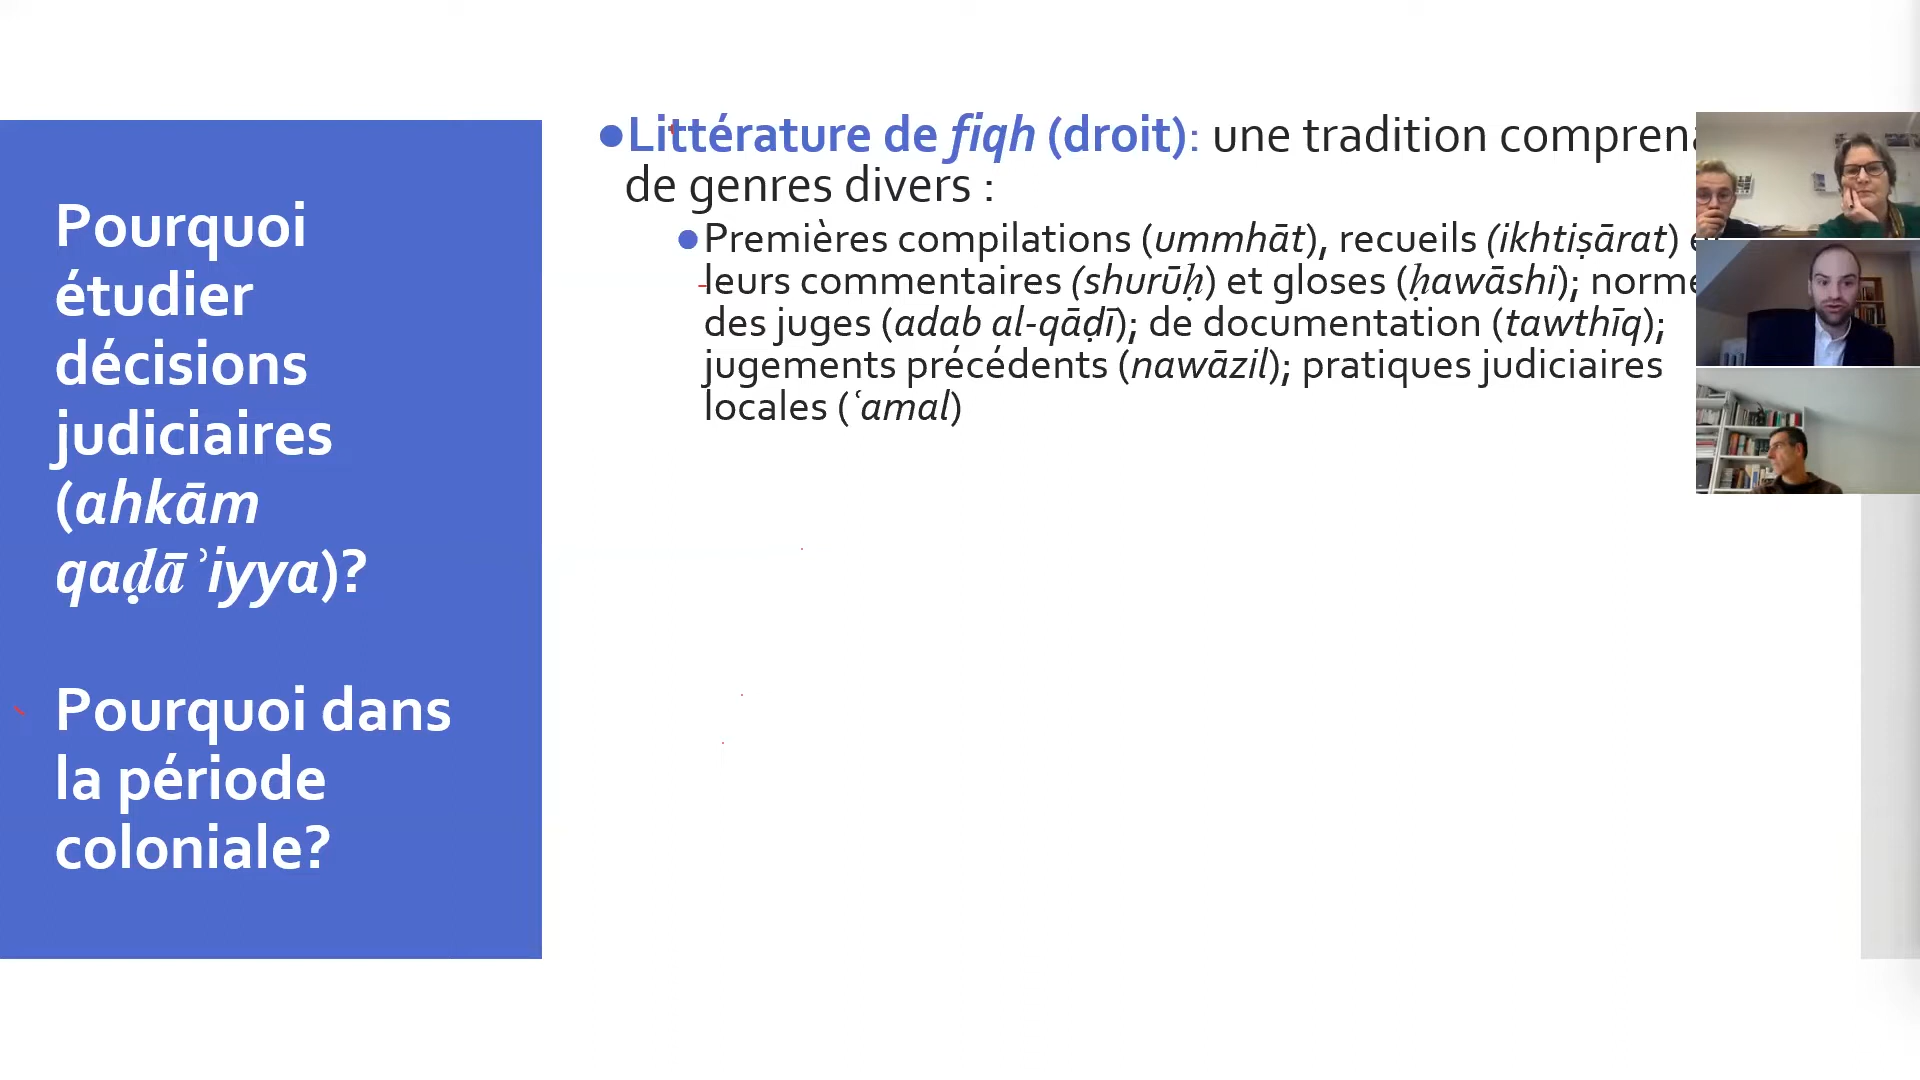 Pourquoi
étudier
décisions
judiciaires
(ahkām
qaḍāʾiyya)?
Pourquoi dans
la période
coloniale?
•Littérature de fiqh (droit): une tradition
de genres divers :
•Premières compilations (ummhāt), recueils (ikhtiṣārat)
leurs commentaires (shurūḥ) et gloses (ḥawāshi);
des juges (adab al-qāḍī); de documentation (tawthīq);
jugements précédents (nawāzil); pratiques judiciaires
locales (ʿamal)